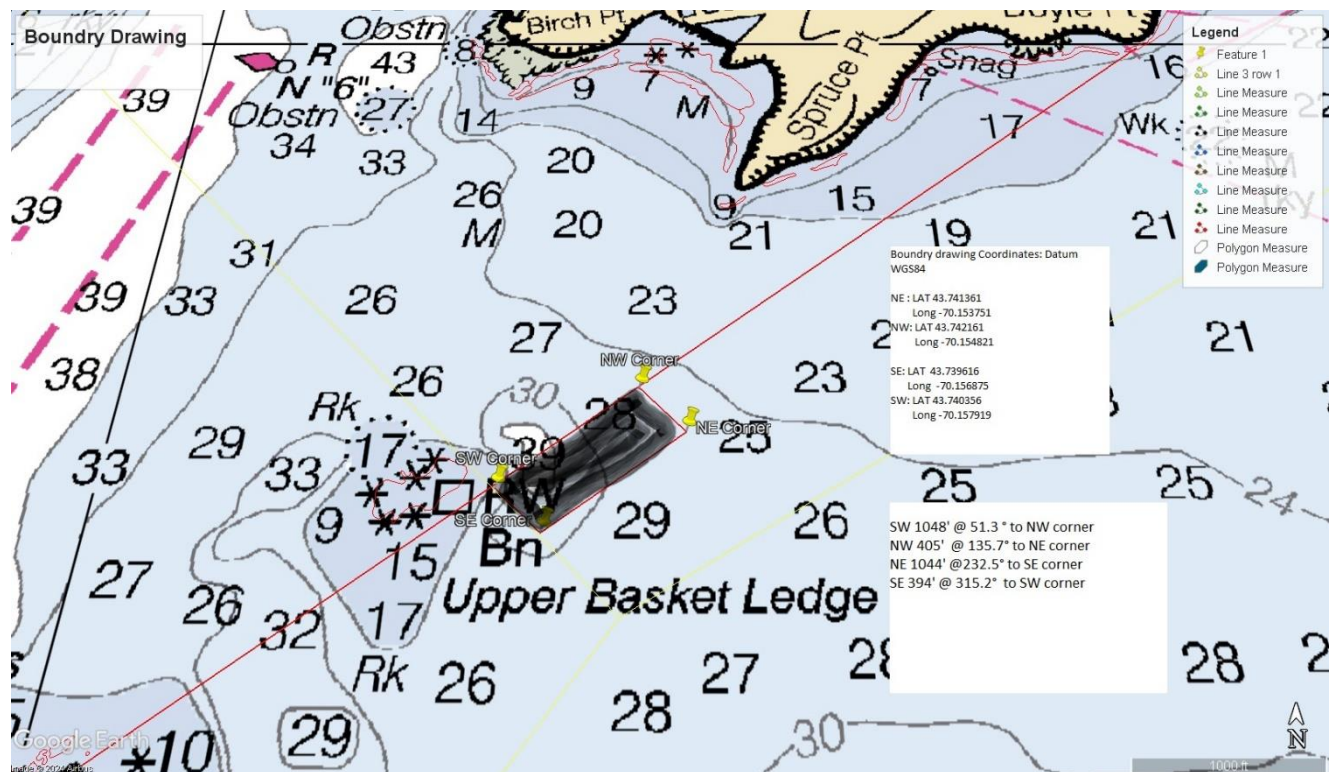 Boundry Drawing
Legend
Feature 1
Line 3 row 1
Line Measure
Line Measure
Line Measure
Line Measure
Line Measure
Line Measure
Line Measure
Line Measure
Polygon Measure
Polygon Measure
Birch Pt
Obstn
43
8
R
N "6"
27
Obstn
34
33
39
14
9
7
M
20
Spruce Pt
Snag
7
16
Wk
17
15
9
21
19
21
26
M
20
39
31
33
39
38
26
23
27
26
23
21
Boundry drawing Coordinates: Datum
WGS84
NE : LAT 43.741361
Long -70.153751
NW: LAT 43.742161
Long -70.154821
SE: LAT 43.739616
Long -70.156875
SW: LAT 43.740356
Long -70.157919
NW Corner
30
28
NE Corner
25
Rk
17
29
33
33
SW Corner
39
RW
SE Corner
Bn
9
15
17
29
26
25
25
24
SW 1048' @ 51.3 ° to NW corner
NW 405' @ 135.7° to NE corner
NE 1044' @232.5° to SE corner
SE 394' @ 315.2° to SW corner
Upper Basket Ledge
27
26
32
Rk
26
27
28
28
28
29
30
10
Google Earth
Image © 2024 Airbus
N
1000 ft